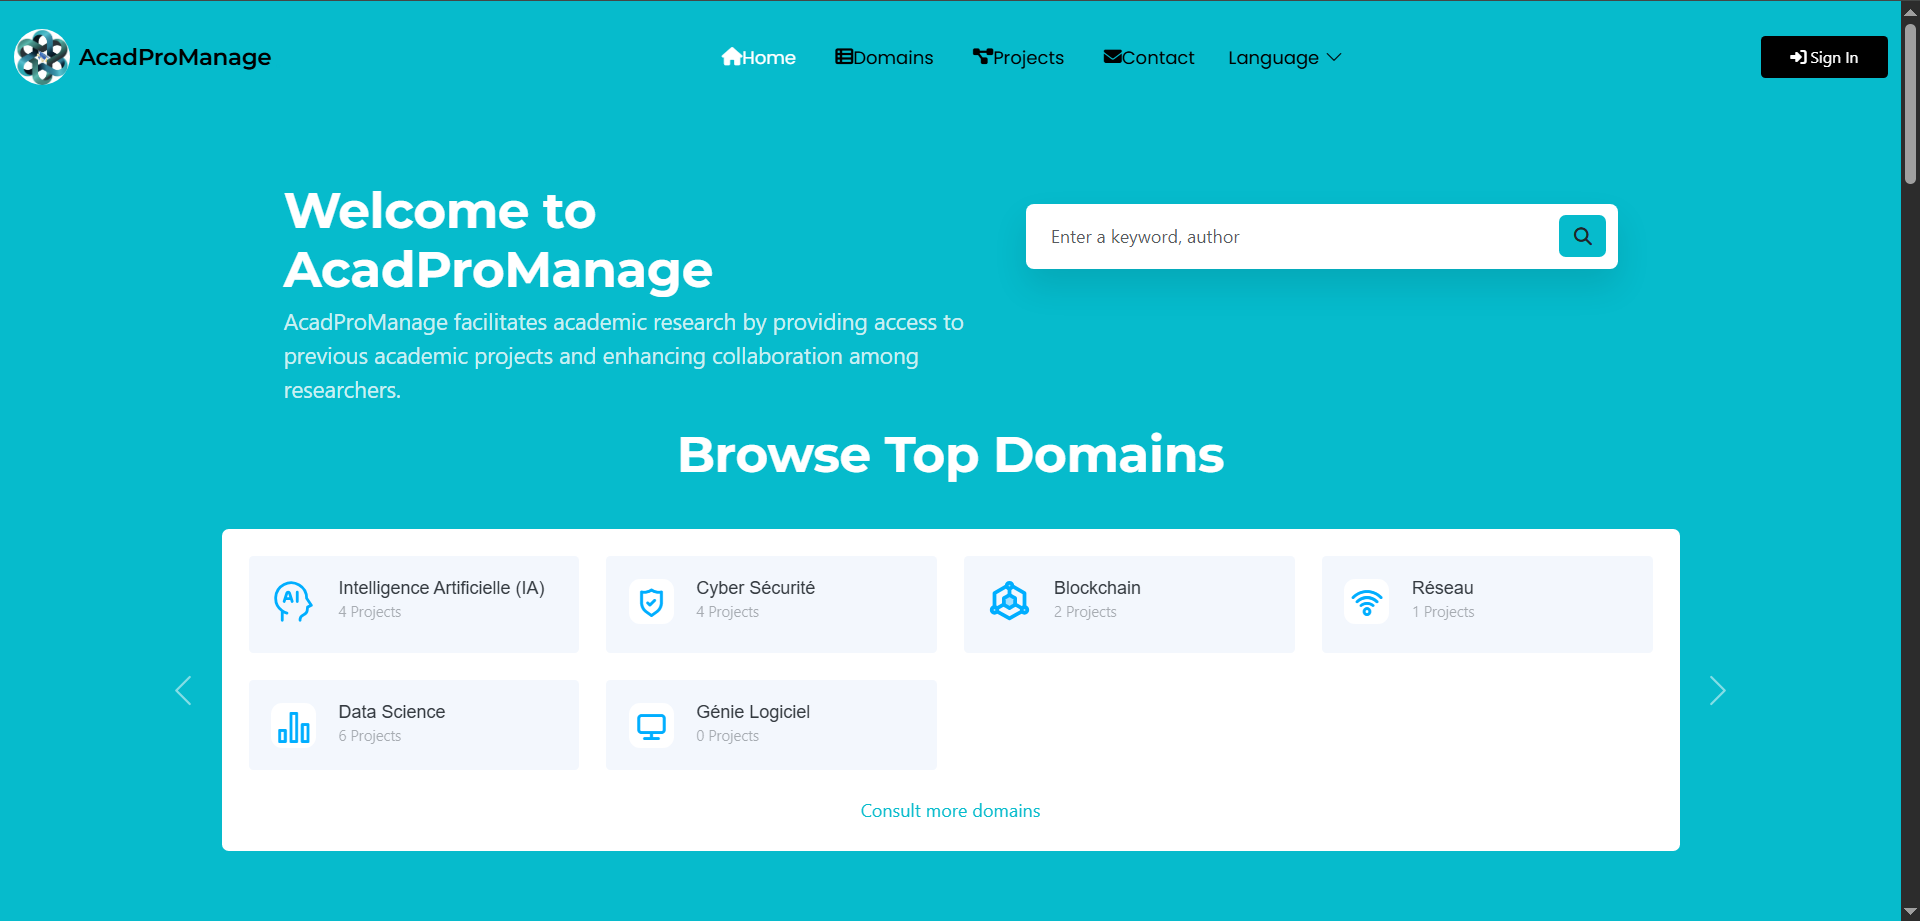 AcadProManage
Home
Domains
Projects
Contact
Language
Sign In
Welcome to
AcadProManage
AcadProManage facilitates academic research by providing access to
previous academic projects and enhancing collaboration among
researchers.
Enter a keyword, author
Browse Top Domains
AI
Intelligence Artificielle (IA)
4 Projects
Cyber Sécurité
4 Projects
Blockchain
2 Projects
Réseau
1 Projects
Data Science
6 Projects
Génie Logiciel
0 Projects
Consult more domains